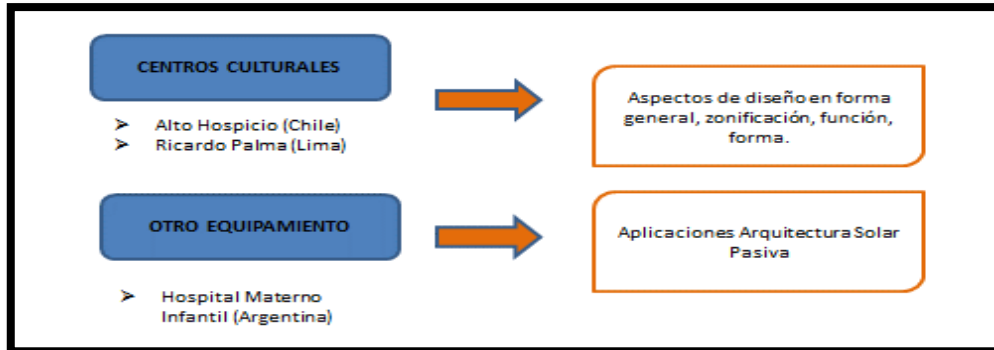 CENTROS CULTURALES
➢ Alto Hospicio (Chile)
➢ Ricardo Palma (Lima)
Aspectos de diseño en forma
general, zonificación, función,
forma.
OTRO EQUIPAMIENTO
➢ Hospital Materno
Infantil (Argentina)
Aplicaciones Arquitectura Solar
Pasiva